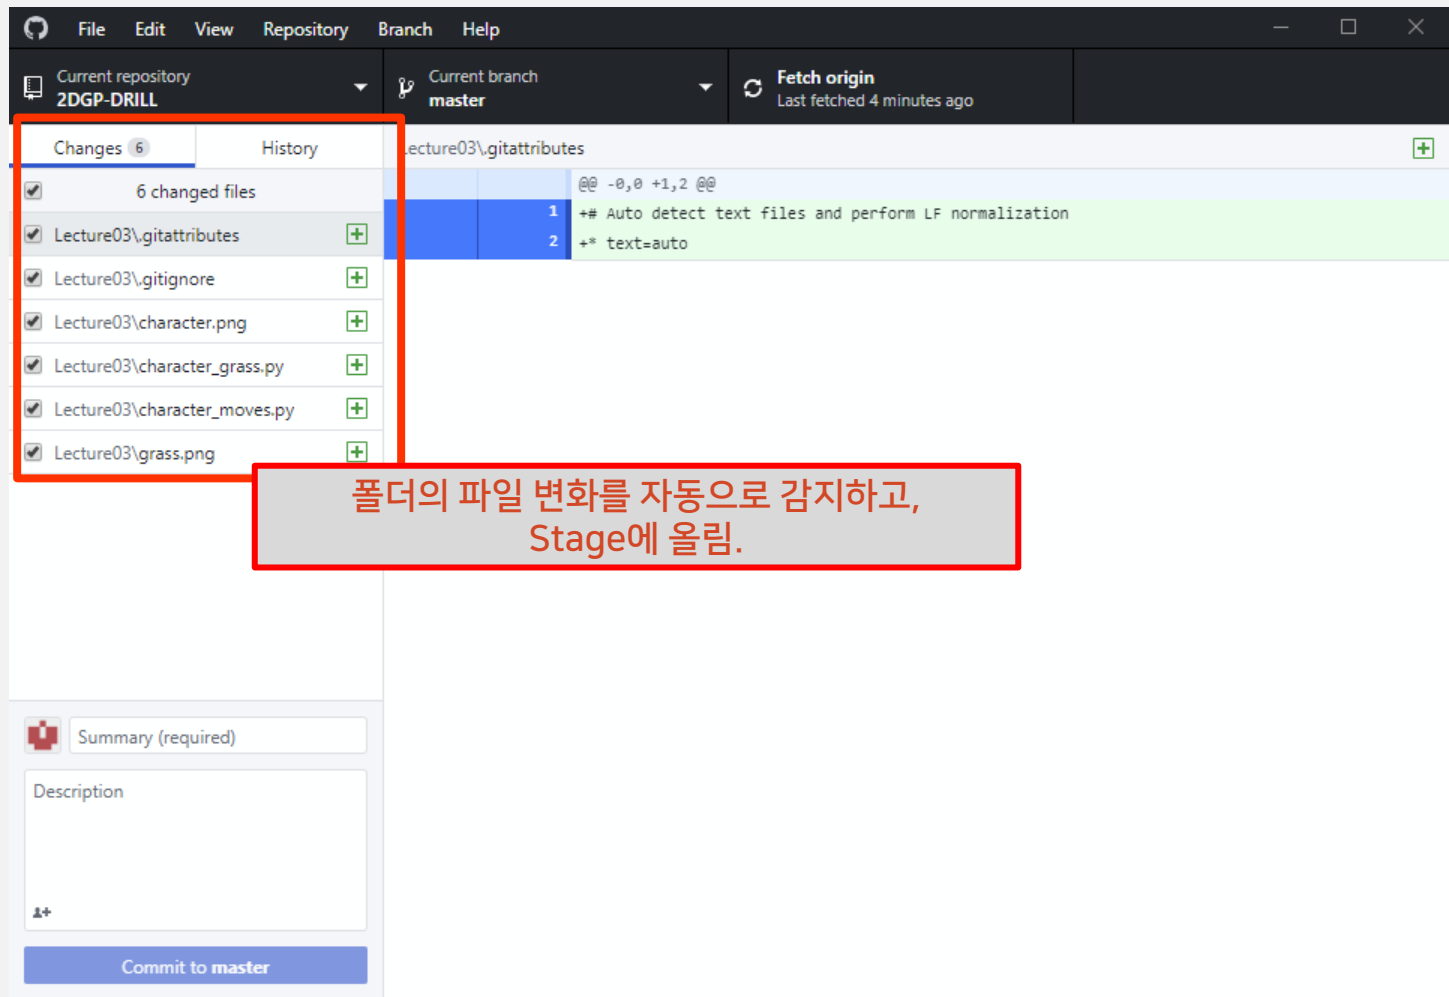 File Edit View Repository Branch Help
Current repository
2DGP-DRILL
Current branch
master
Fetch origin
Last fetched 4 minutes ago
Changes 6 History
6 changed files
Lecture03\.gitattributes
Lecture03\.gitignore
Lecture03\character.png
Lecture03\character_grass.py
Lecture03\character_moves.py
Lecture03\grass.png
Lecture03\.gitattributes
@@ -0,0 +1,2 @@
1 +# Auto detect text files and perform LF normalization
2 +* text=auto
폴더의 파일 변화를 자동으로 감지하고,
Stage에 올림.
Summary (required)
Description
Commit to master